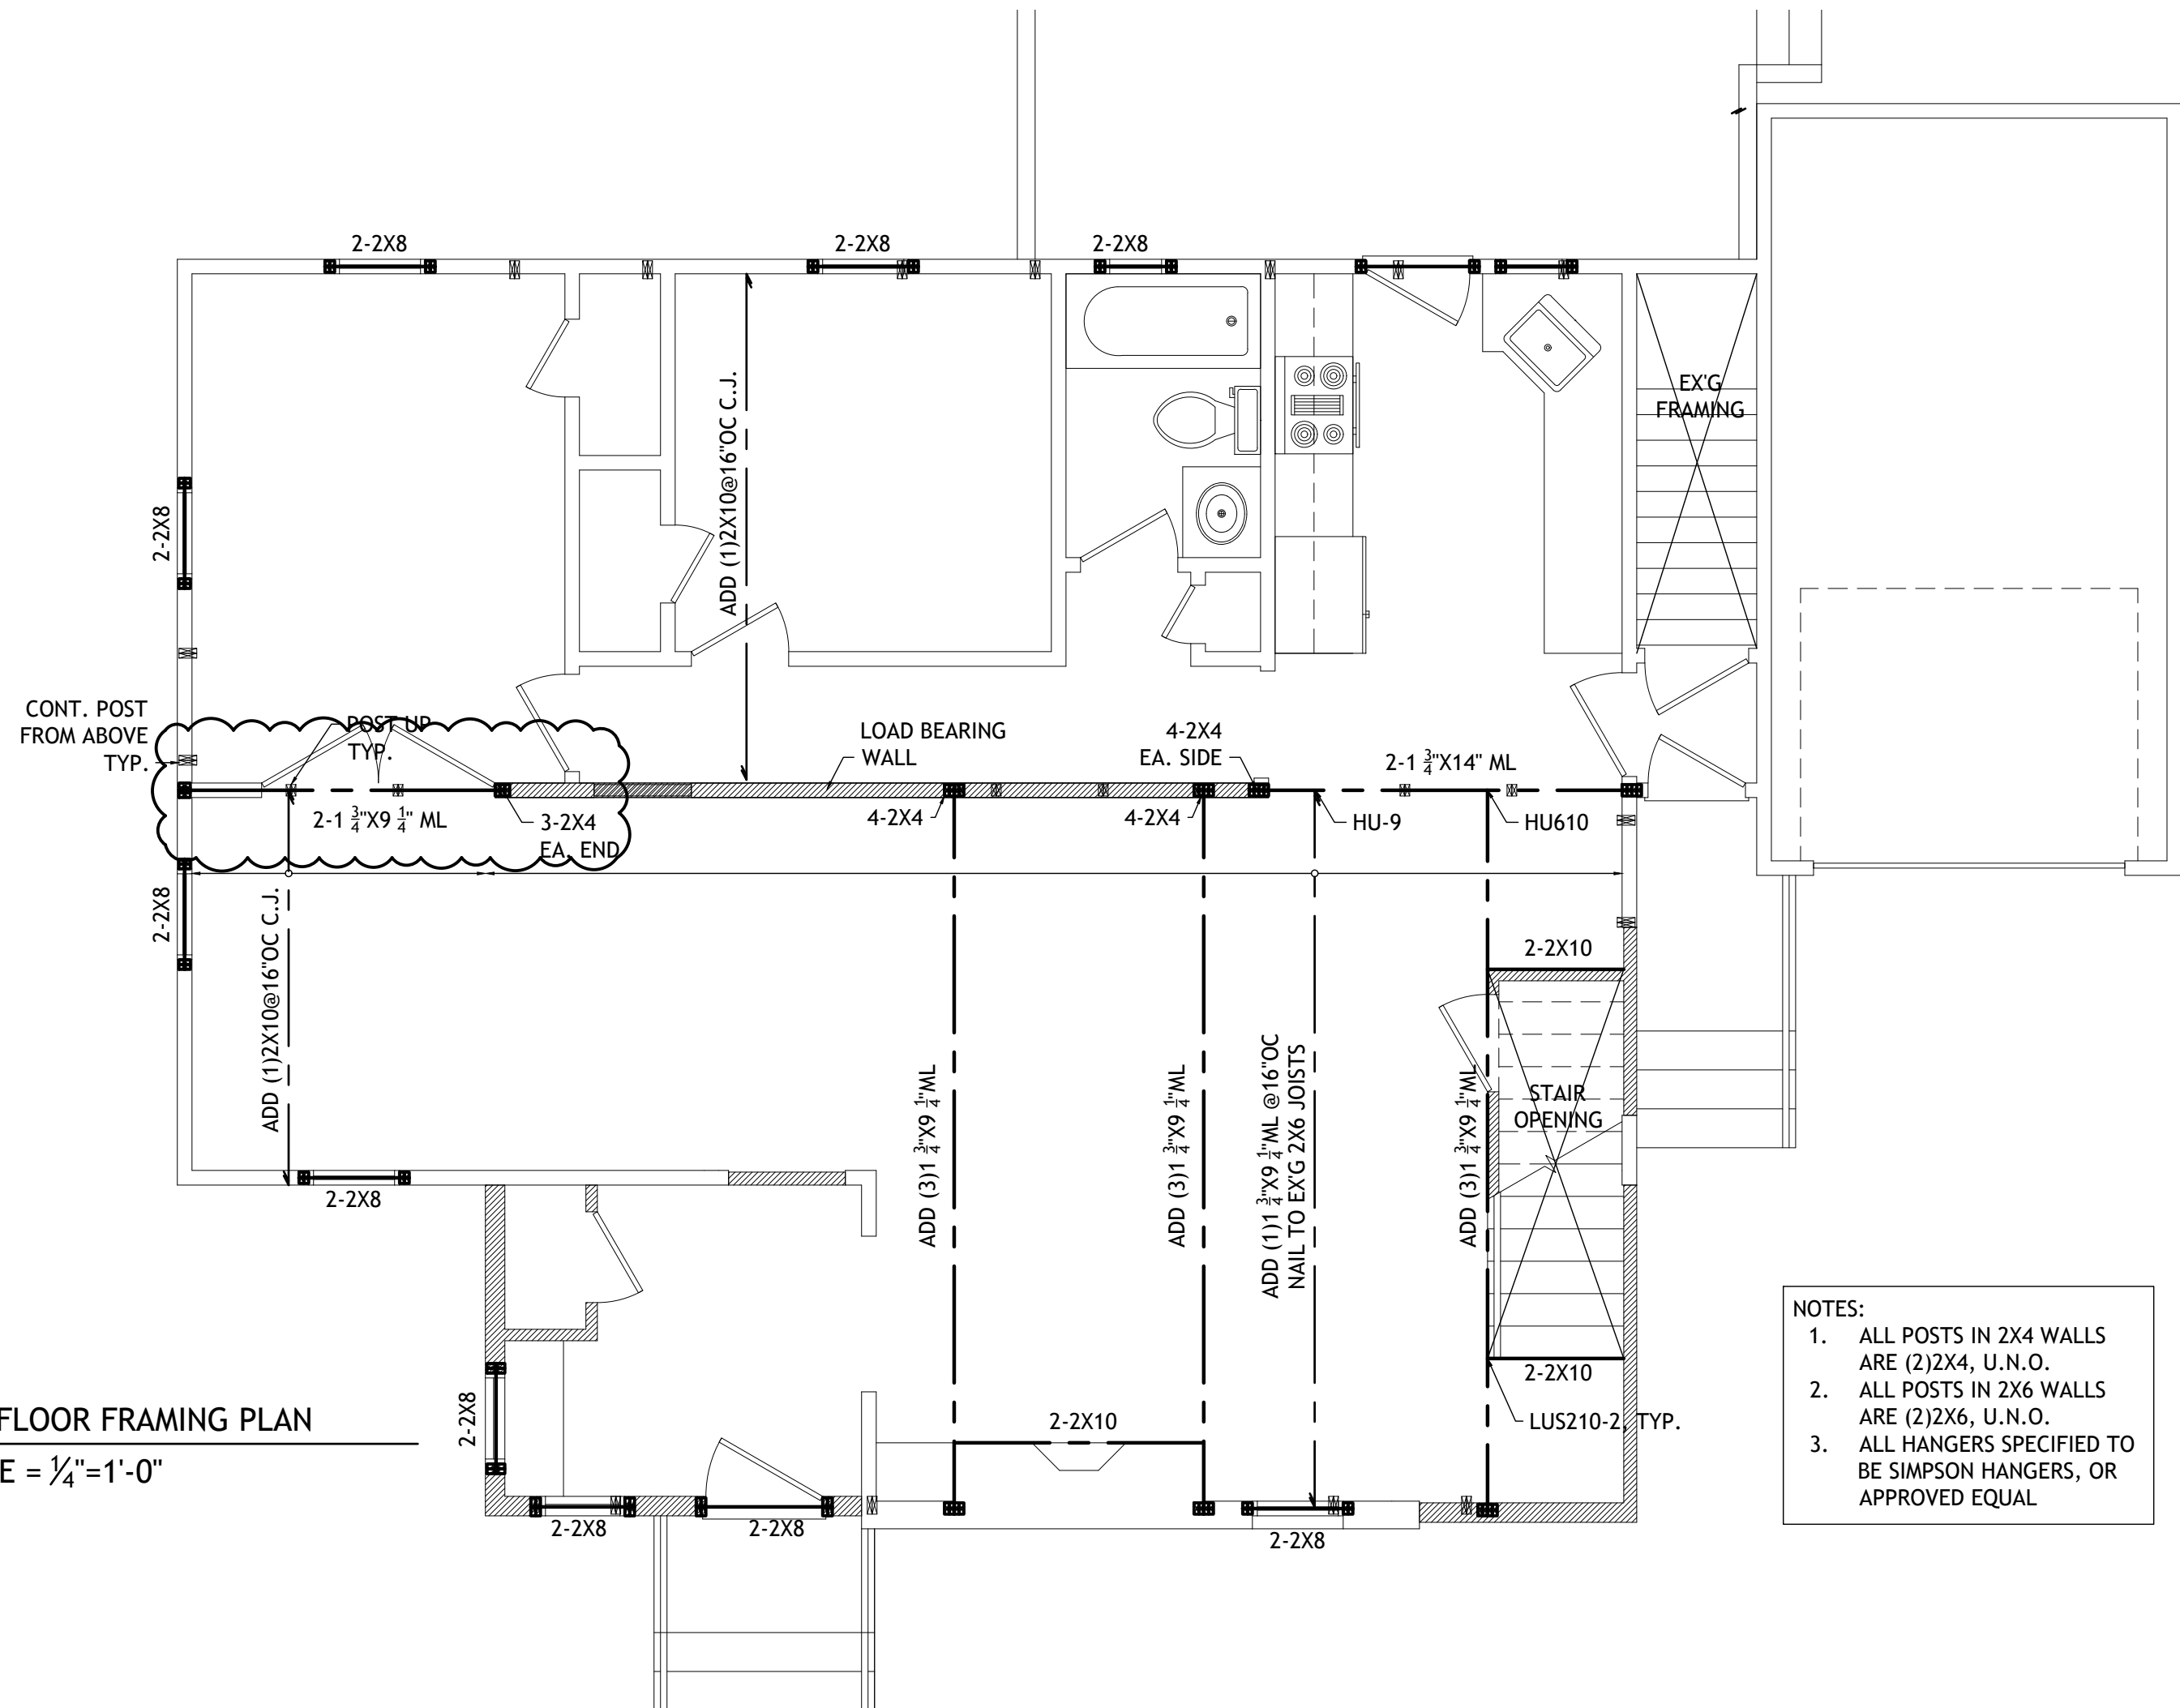 2-2X8
2-2X8
2-2X8
EX'G
FRAMING
ADD (1)2X10@16"OC C.J.
2-2X8
CONT. POST
FROM ABOVE
TYP.
POST UP
TYP.
LOAD BEARING
WALL
4-2X4
EA. SIDE
2-1 3/4"X14" ML
2-1 3/4"X9 1/4" ML
3-2X4
EA. END
4-2X4
4-2X4
HU-9
HU610
2-2X8
ADD (1)2X10@16"OC C.J.
2-2X10
ADD (3)1 3/4"X9 1/4"ML
ADD (3)1 3/4"X9 1/4"ML
ADD (1)1 3/4"X9 1/4"ML @16"OC
NAIL TO EX'G 2X6 JOISTS
ADD (3)1 3/4"X9 1/4"ML
STAIR
OPENING
2-2X8
2-2X10
2-2X8
2-2X10
LUS210-2, TYP.
2-2X8
2-2X8
2-2X8
FLOOR FRAMING PLAN
E = 1/4"=1'-0"
NOTES:
1. ALL POSTS IN 2X4 WALLS
ARE (2)2X4, U.N.O.
2. ALL POSTS IN 2X6 WALLS
ARE (2)2X6, U.N.O.
3. ALL HANGERS SPECIFIED TO
BE SIMPSON HANGERS, OR
APPROVED EQUAL